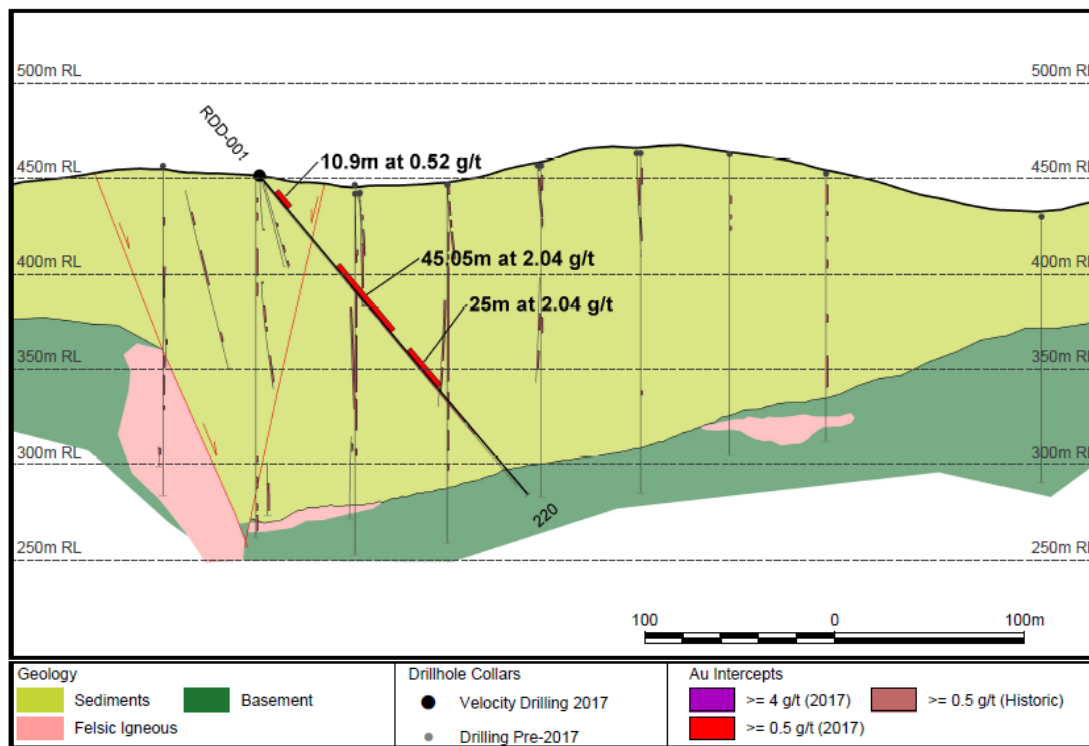 500m RL
500m RL
RDD-001
10.9m at 0.52 g/t
450m RL
450m RL
45.05m at 2.04 g/t
400m RL
400m RL
25m at 2.04 g/t
350m RL
350m RL
300m RL
300m RL
220
250m RL
250m RL
100 0 100m
Geology
Sediments Basement
Felsic Igneous
Drillhole Collars
Velocity Drilling 2017
Drilling Pre-2017
Au Intercepts
>= 4 g/t (2017) >= 0.5 g/t (Historic)
>= 0.5 g/t (2017)